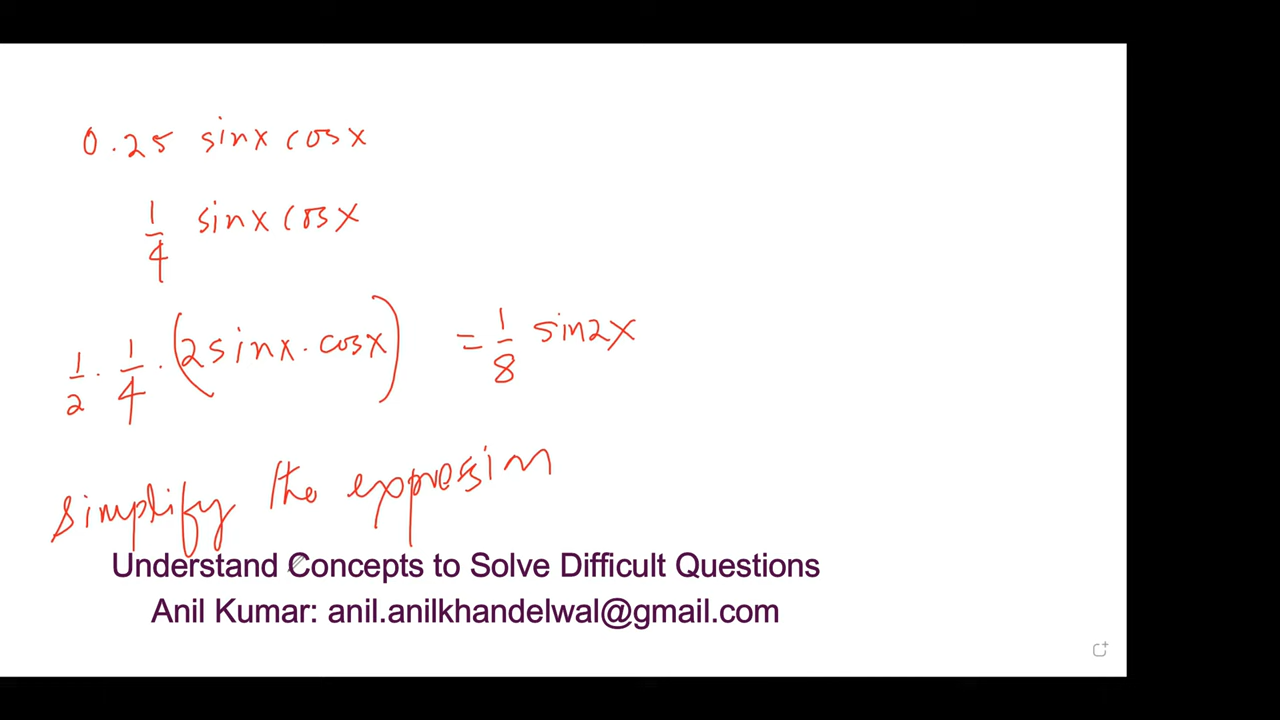 0.25 sinx cosx
1/4 sinx cosx
1/2 · 1/4 · (2sinx · cosx) = 1/8 sin2x
simplify the expression
Understand Concepts to Solve Difficult Questions
Anil Kumar: anil.anilkhandelwal@gmail.com